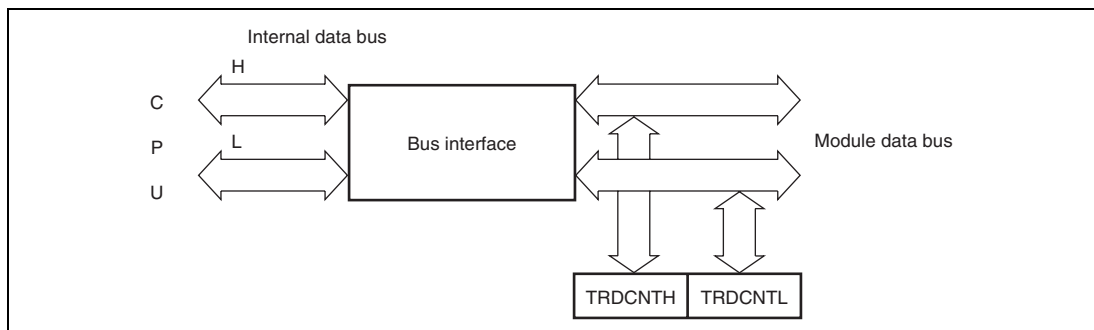 Internal data bus
H
C
P
U
L
Bus interface
Module data bus
TRDCNTH
TRDCNTL